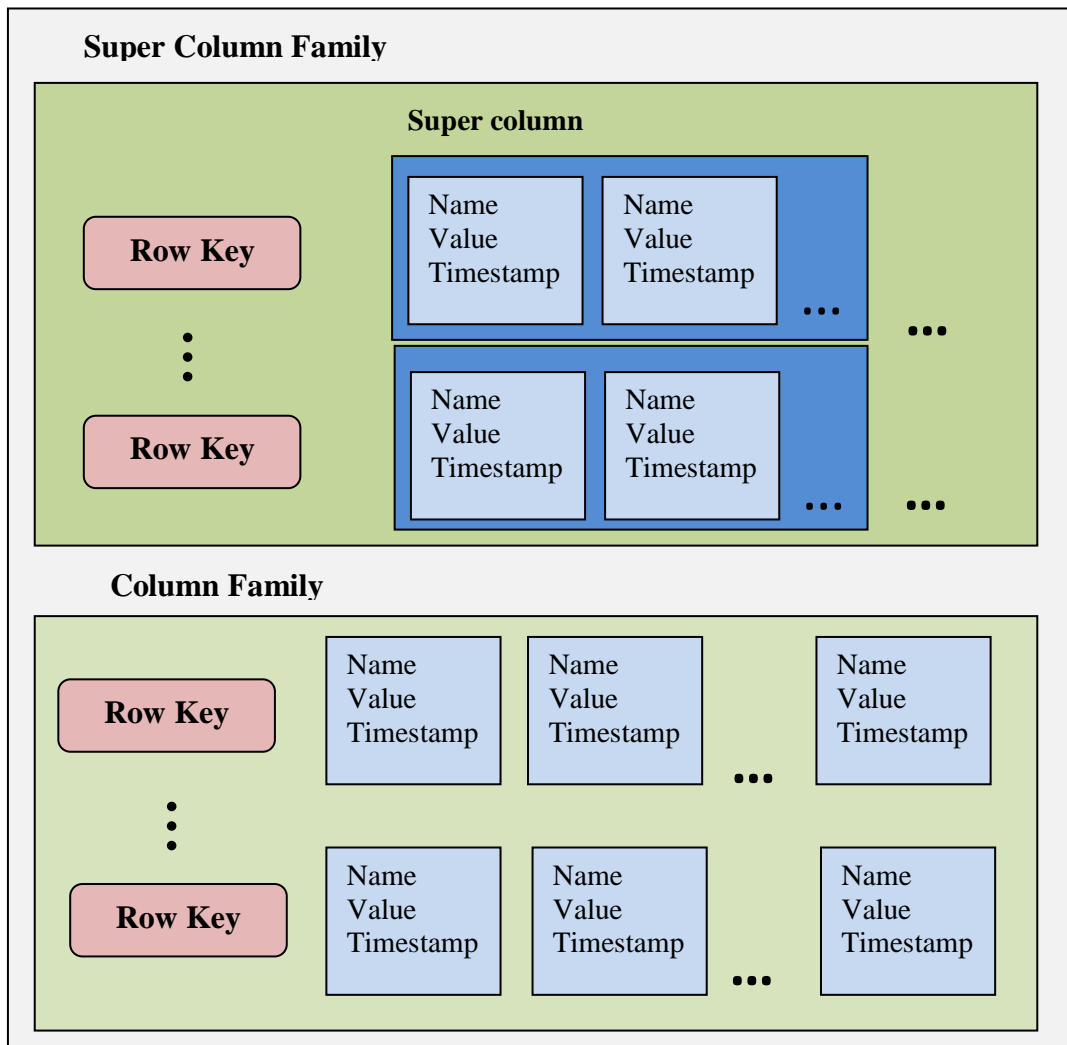 Super Column Family
Super column
Row Key
Name
Value
Timestamp
Name
Value
Timestamp
...
...
Row Key
Name
Value
Timestamp
Name
Value
Timestamp
...
...
Column Family
Row Key
Name
Value
Timestamp
Name
Value
Timestamp
...
Name
Value
Timestamp
Row Key
Name
Value
Timestamp
Name
Value
Timestamp
...
Name
Value
Timestamp